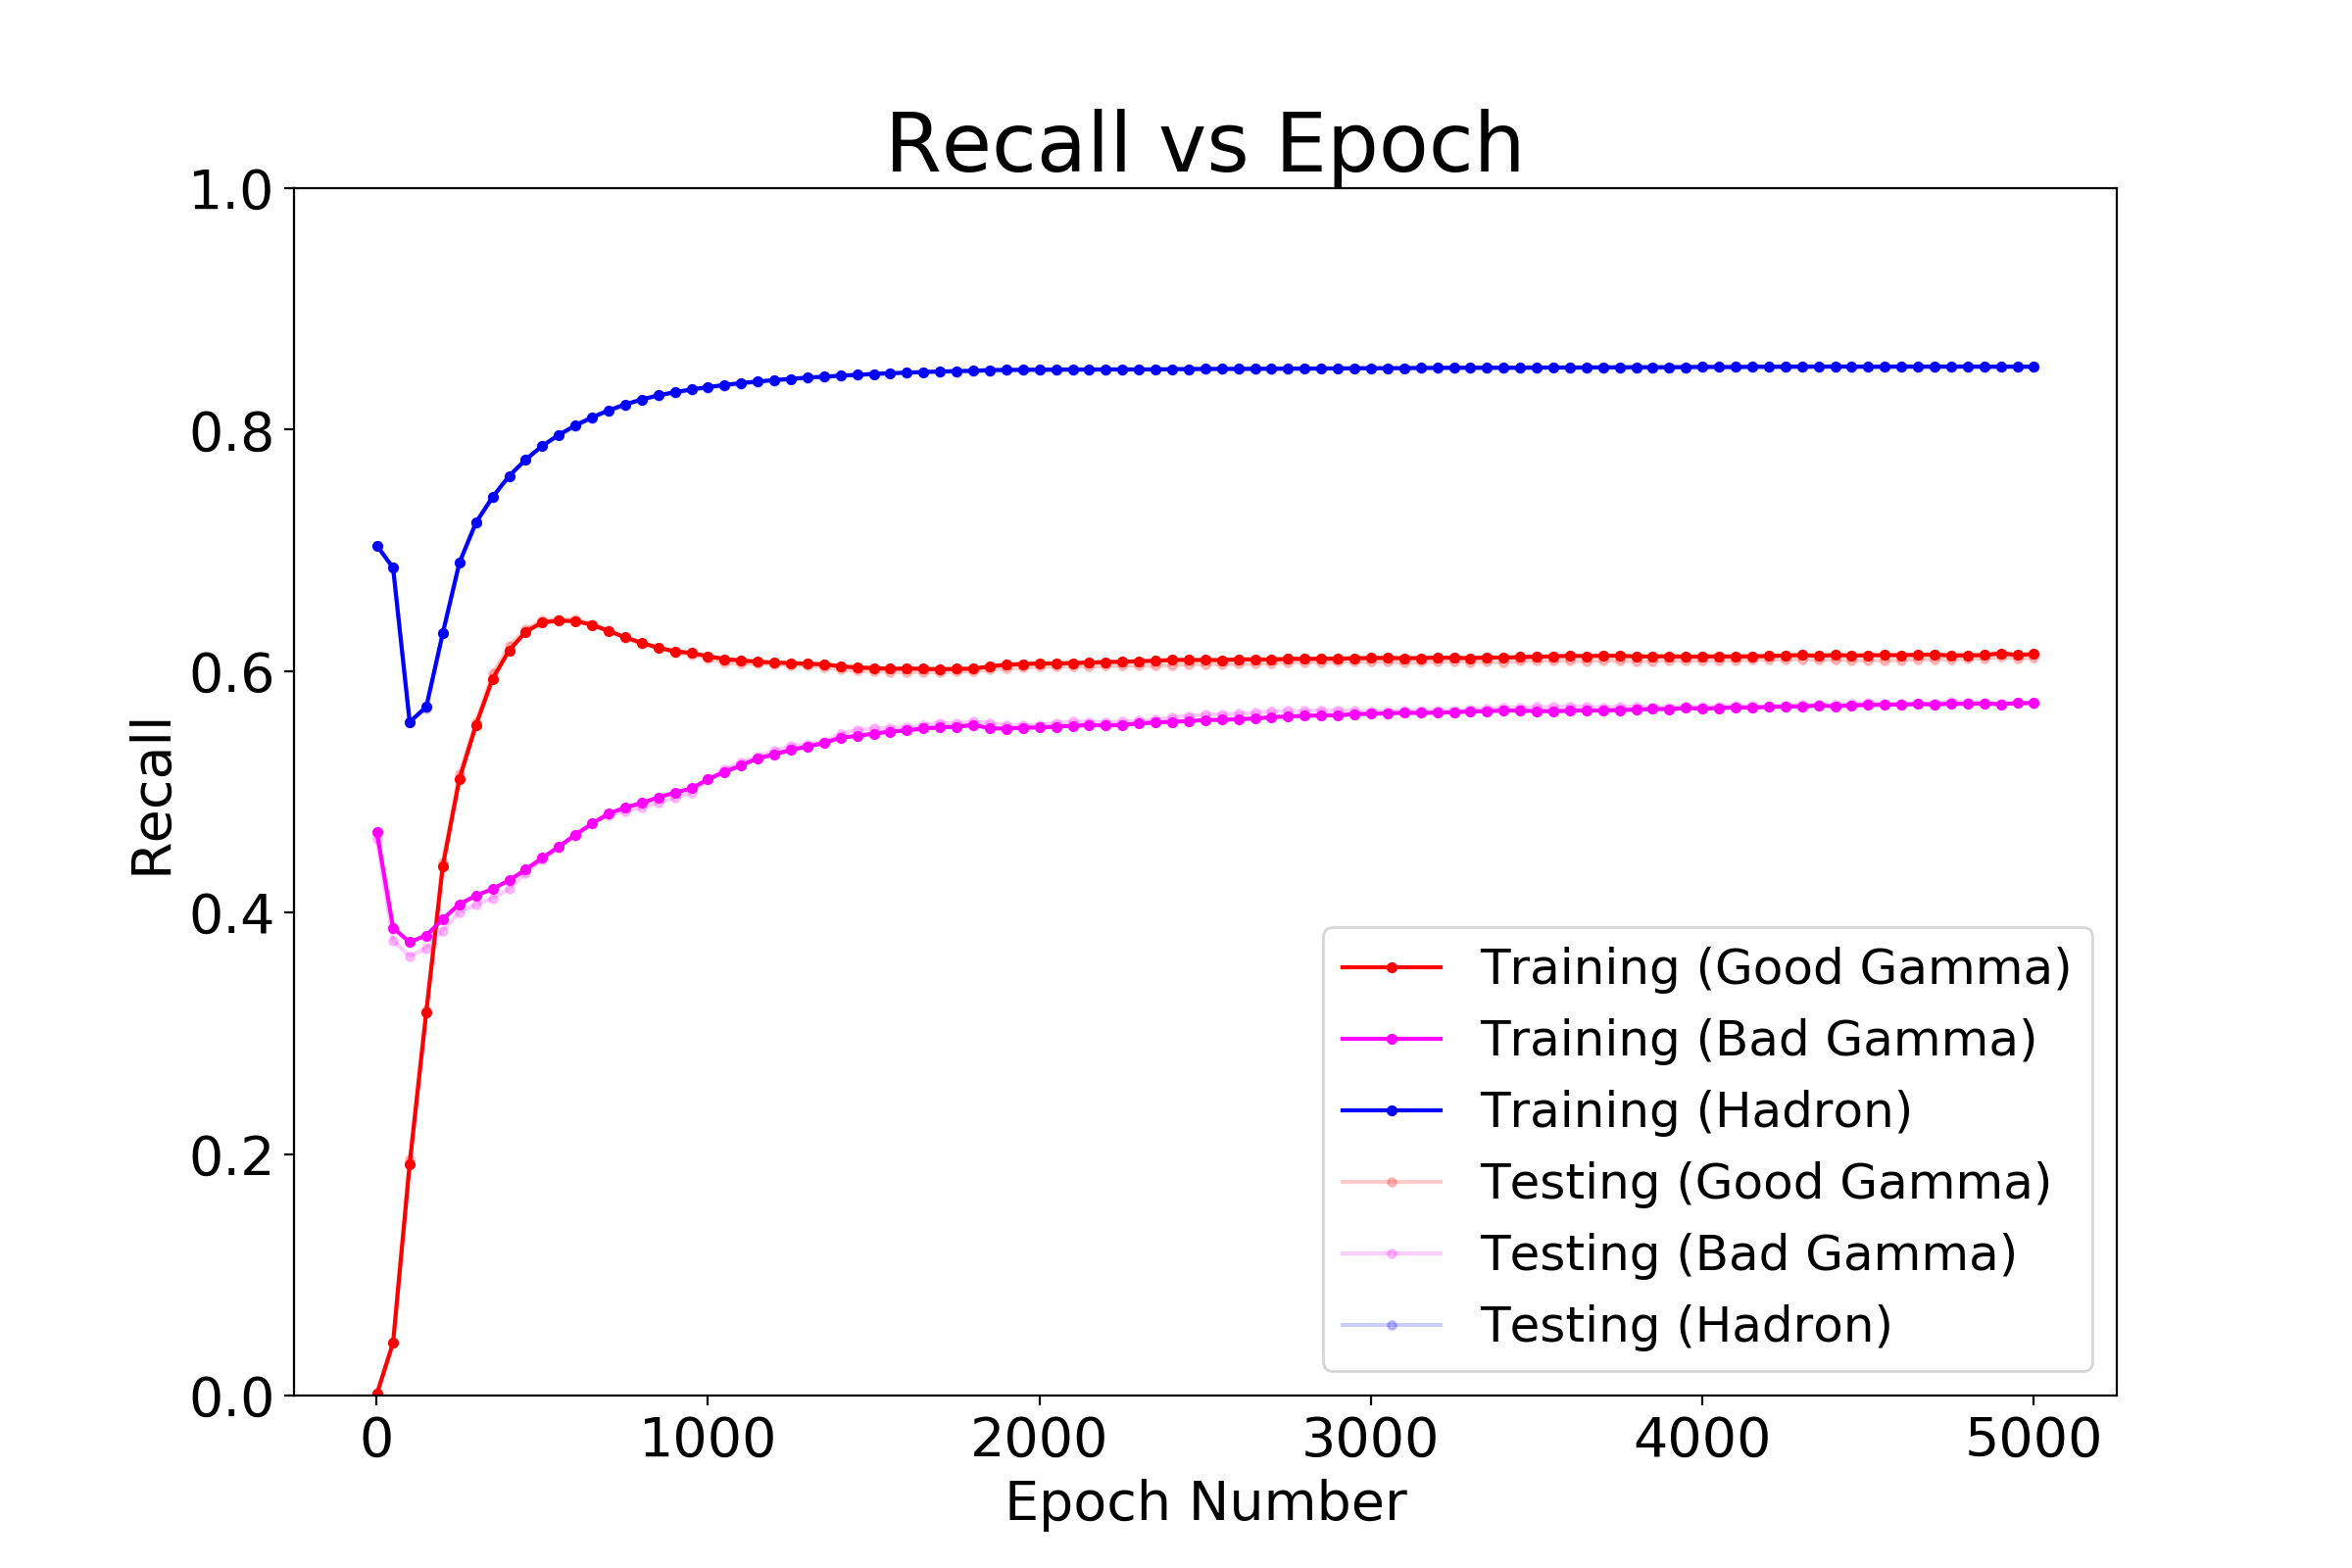 Recall vs Epoch
1.0
0.8
0.6
0.4
0.2
0.0
Recall
0 1000 2000 3000 4000 5000
Epoch Number
Training (Good Gamma)
Training (Bad Gamma)
Training (Hadron)
Testing (Good Gamma)
Testing (Bad Gamma)
Testing (Hadron)